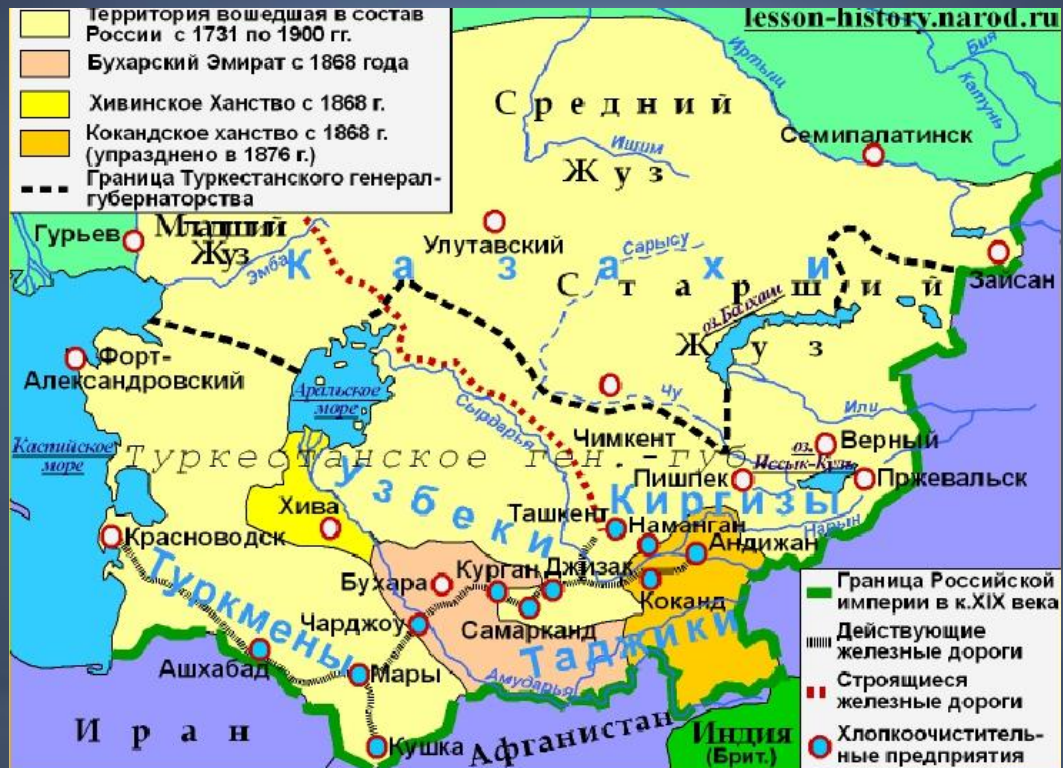 Территория вошедшая в состав
России с 1731 по 1900 гг.
Бухарский Эмират с 1868 года
Хивинское Ханство с 1868 г.
Кокандское ханство с 1868 г.
(упразднено в 1876 г.)
Граница Туркестанского генерал-
губернаторства
lesson-history.narod.ru
Бия
Катунь
Иртыш
Средний
Жуз
Ишим
Семипалатинск
Гурьев
Младший
Жуз
Эмба
Улутавский
Сарысу
Казахи
Старший
Жуз
оз.Балхаш
Зайсан
Форт-
Александровский
Аральское
море
Каспийское
море
Сырдарья
Чу
Или
Туркестанское ген.-губ
Чимкент
оз.
Иссык-Куль
Верный
Пишпек
Пржевальск
Хива
Узбеки
Киргизы
Нарын
Ташкент
Наманган
Андижан
Красноводск
Туркмены
Бухара
Курган
Джизак
Коканд
Чарджоу
Самарканд
Таджики
Ашхабад
Мары
Амударья
Кушка
Иран
Афганистан
Индия
(Брит.)
Граница Российской
империи в к.XIX века
Действующие
железные дороги
Строящиеся
железные дороги
Хлопкоочиститель-
ные предприятия